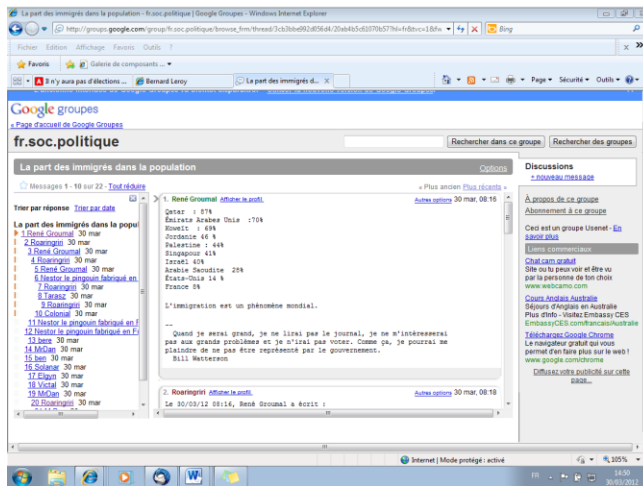 La part des immigrés dans la population - fr.soc.politique | Google Groupes - Windows Internet Explorer
http://groups.google.com/group/fr.soc.politique/browse_frm/thread/
Bing
Fichier Edition Affichage Favoris Outils ?
Favoris Galerie de composants ...
Il n'y aura pas d'élections ...
Bernard Leroy
La part des immigrés d...
Page Sécurité Outils
Google groupes
« Page d'accueil de Google Groupes
fr.soc.politique
Rechercher dans ce groupe
Rechercher des groupes
La part des immigrés dans la population
Options
Messages 1 - 10 sur 22 - Tout réduire
« Plus ancien Plus récents »
Trier par réponse Trier par date
La part des immigrés dans la popul
1 René Groumal 30 mar
2 Roaringriri 30 mar
3 René Groumal 30 mar
4 Roaringriri 30 mar
5 René Groumal 30 mar
6 Nestor le pingouin fabriqué en
7 Roaringriri 30 mar
8 Tarasz 30 mar
9 Roaringriri 30 mar
10 Colonial 30 mar
11 Nestor le pingouin fabriqué en F
12 Nestor le pingouin fabriqué en F
13 bere 30 mar
14 MrDan 30 mar
15 ben 30 mar
16 Solanar 30 mar
17 Elgyn 30 mar
18 Victal 30 mar
19 MrDan 30 mar
20 Roaringriri 30 mar
1. René Groumal Afficher le profil
Autres options 30 mar, 08:16
Qatar : 87%
Émirats Arabes Unis :70%
Koweït : 69%
Jordanie 46 %
Palestine : 44%
Singapour 41%
Israël 40%
Arabie Saoudite 28%
États-Unis 14 %
France 8%
L'immigration est un phénomène mondial.
--
Quand je serai grand, je ne lirai pas le journal, je ne m'intéresserai
pas aux grands problèmes et je n'irai pas voter. Comme ça, je pourrai me
plaindre de ne pas être représenté par le gouvernement.
Bill Watterson
2. Roaringriri Afficher le profil
Autres options 30 mar, 08:18
Le 30/03/12 08:16, René Groumal a écrit :
Discussions
+ nouveau message
À propos de ce groupe
Abonnement à ce groupe
Ceci est un groupe Usenet - En
savoir plus
Liens commerciaux
Chat cam gratuit
Site ou tu peux voir et être vu
par la personne de ton choix
www.webcamo.com
Cours Anglais Australie
Séjours d'Anglais en Australie
Plus d'Info - Visitez Embassy CES
EmbassyCES.com/francais/Australie
Téléchargez Google Chrome
Le navigateur gratuit qui vous
permet d'en faire plus sur le web !
www.google.com/chrome
Diffusez votre publicité sur cette
page...
Internet | Mode protégé : activé
105%
FR
14:50
30/03/2012